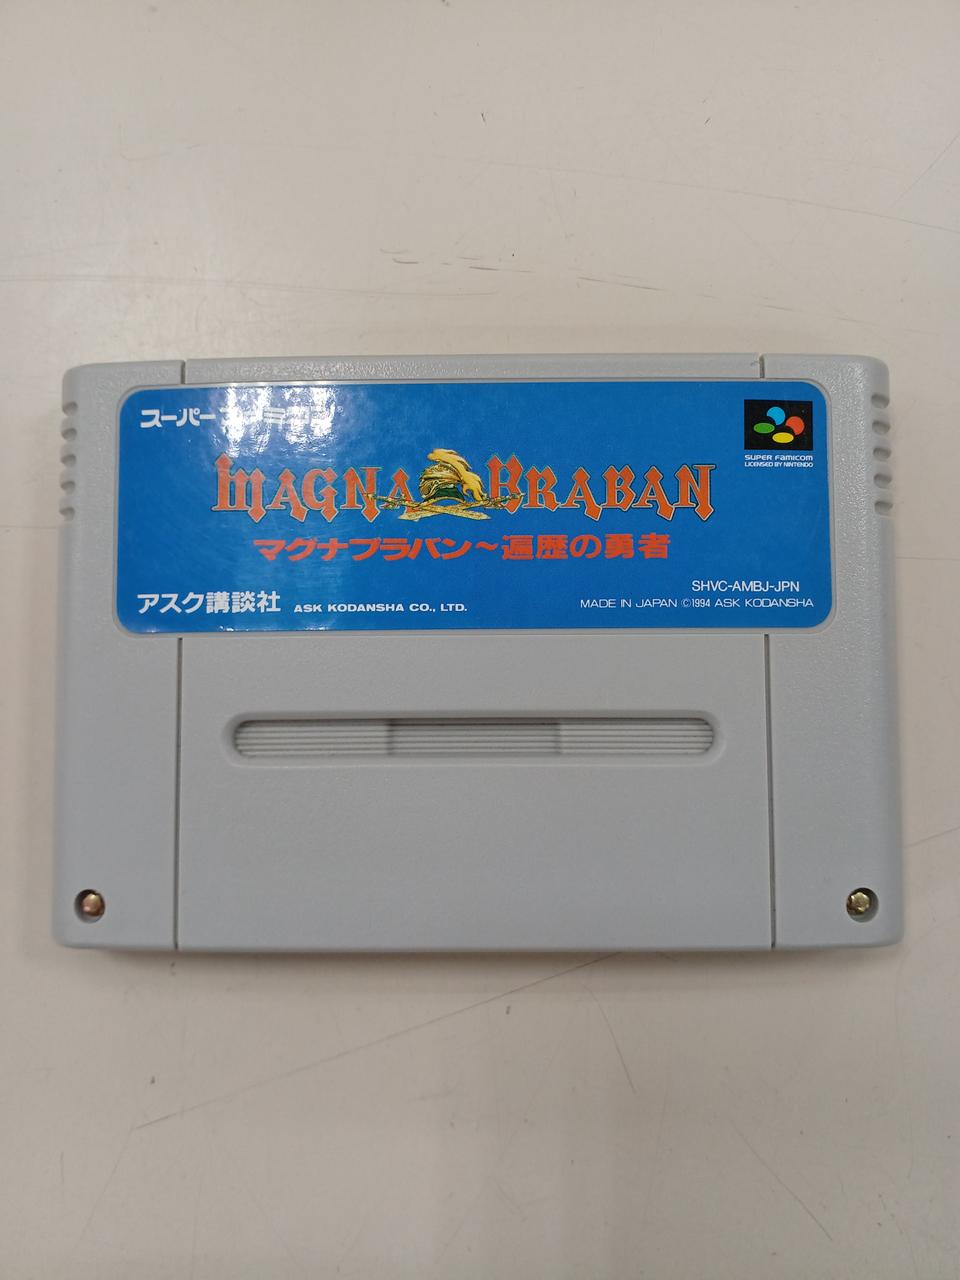 スーパーファミコン®
SUPER FAMICOM
LICENSED BY NINTENDO
MAGNA BRABAN
マグナブラバン〜遍歴の勇者
SHVC-AMBJ-JPN
アスク講談社 ASK KODANSHA CO., LTD.
MADE IN JAPAN ©1994 ASK KODANSHA